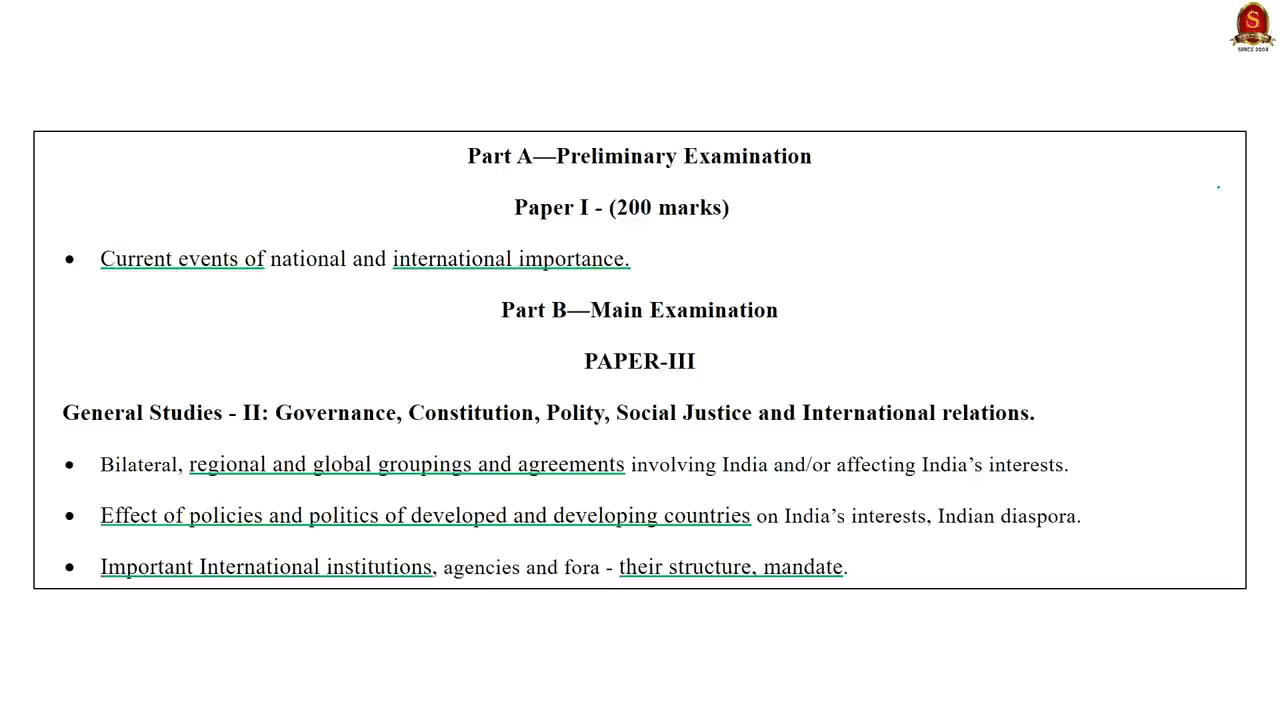 S
SINCE 2004
Part A—Preliminary Examination
Paper I - (200 marks)
• Current events of national and international importance.
Part B—Main Examination
PAPER-III
General Studies - II: Governance, Constitution, Polity, Social Justice and International relations.
• Bilateral, regional and global groupings and agreements involving India and/or affecting India’s interests.
• Effect of policies and politics of developed and developing countries on India’s interests, Indian diaspora.
• Important International institutions, agencies and fora - their structure, mandate.